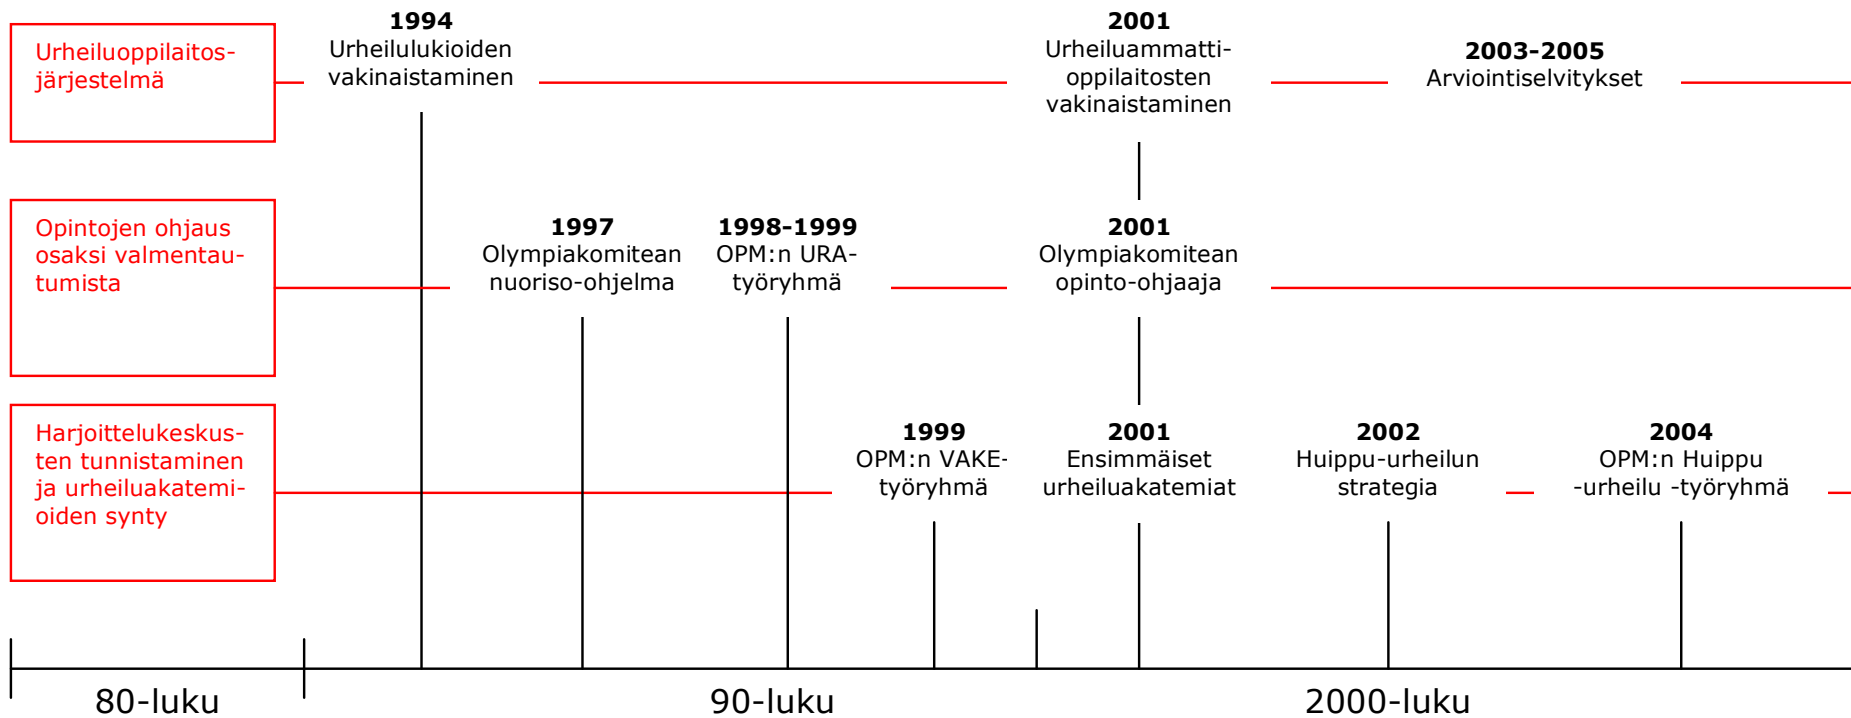 Urheiluoppilaitos-
järjestelmä
1994
Urheilulukioiden
vakinaistaminen
2001
Urheiluammatti-
oppilaitosten
vakinaistaminen
2003-2005
Arviointiselvitykset
Opintojen ohjaus
osaksi valmentau-
tumista
1997
Olympiakomitean
nuoriso-ohjelma
1998-1999
OPM:n URA-
työryhmä
2001
Olympiakomitean
opinto-ohjaaja
Harjoittelukeskus-
ten tunnistaminen
ja urheiluakatemi-
oiden synty
1999
OPM:n VAKE-
työryhmä
2001
Ensimmäiset
urheiluakatemiat
2002
Huippu-urheilun
strategia
2004
OPM:n Huippu
-urheilu -työryhmä
80-luku
90-luku
2000-luku